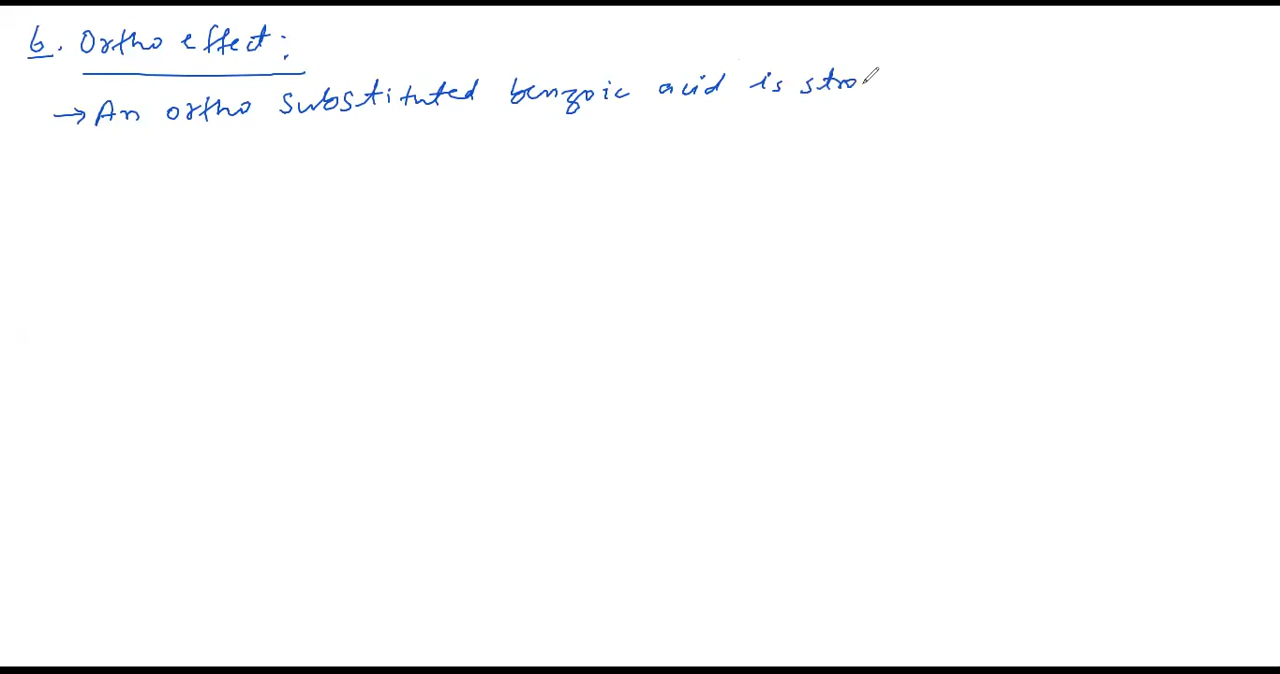 6. Ortho effect:
→ An ortho substituted benzoic acid is stro